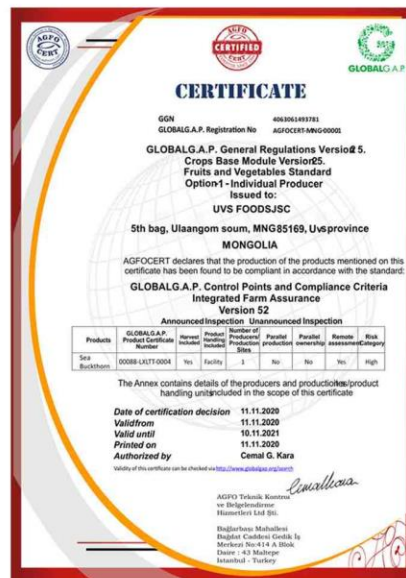 AGFO
CERT
AGFO
CERTIFIED
GLOBALG.A.P.
CERTIFICATE
GGN 4063061493781
GLOBALG.A.P. Registration No AGFOCERT-MNG-00001
GLOBALG.A.P. General Regulations Version 5.
Crops Base Module Version 5.
Fruits and Vegetables Standard
Option 1 - Individual Producer
Issued to:
UVS FOODSJSC
5th bag, Ulaangom soum, MNG85169, Uvsprovince
MONGOLIA
AGFOCERT declares that the production of the products mentioned on this
certificate has been found to be compliant in accordance with the standard:
GLOBALG.A.P. Control Points and Compliance Criteria
Integrated Farm Assurance
Version 52
Announced Inspection Unannounced Inspection
Products GLOBALG.A.P. Product Certificate Number Harvest Included Product Handling Included Number of Producers/ Production Sites Parallel production Parallel ownership Remote assessment Risk Category
Sea Buckthorn 00088-LXLTT-0004 Yes Facility 1 No No Yes High
The Annex contains details of the producers and production /product
handling units included in the scope of this certificate
Date of certification decision 11.11.2020
Validfrom 11.11.2020
Valid until 10.11.2021
Printed on 11.11.2020
Authorized by Cemal G. Kara
Validity of this certificate can be checked via http://www.globalgap.org/search
AGFO Teknik Kontrol
ve Belgelendirme
Hizmetleri Ltd Şti.
Bağlarbaşı Mahallesi
Bağdat Caddesi Gedik İş
Merkezi No:414 A Blok
Daire : 43 Maltepe
Istanbul - Turkey